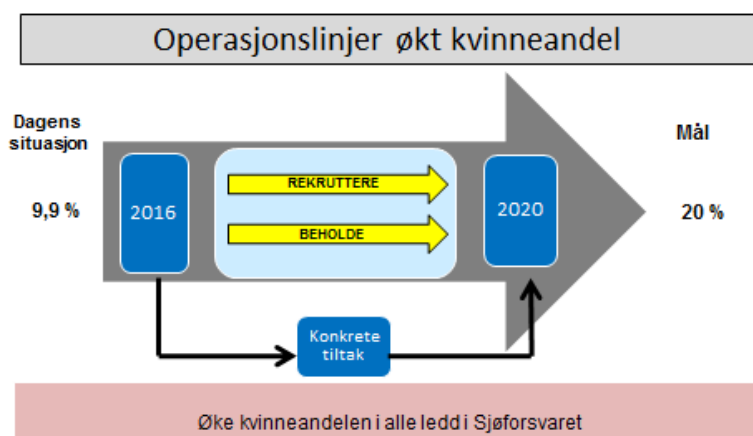 Operasjonslinjer økt kvinneandel
Dagens
situasjon
9,9 %
2016
REKRUTTERE
BEHOLDE
2020
Mål
20 %
Konkrete
tiltak
Øke kvinneandelen i alle ledd i Sjøforsvaret